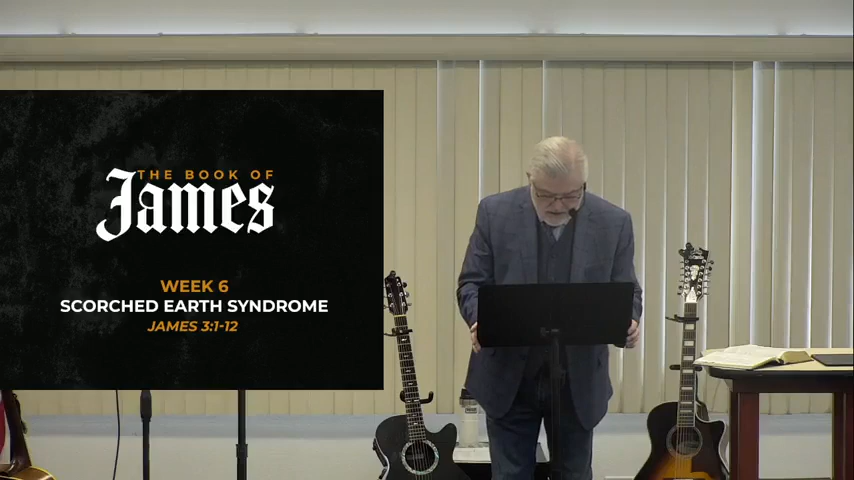 THE BOOK OF
James
WEEK 6
SCORCHED EARTH SYNDROME
JAMES 3:1-12